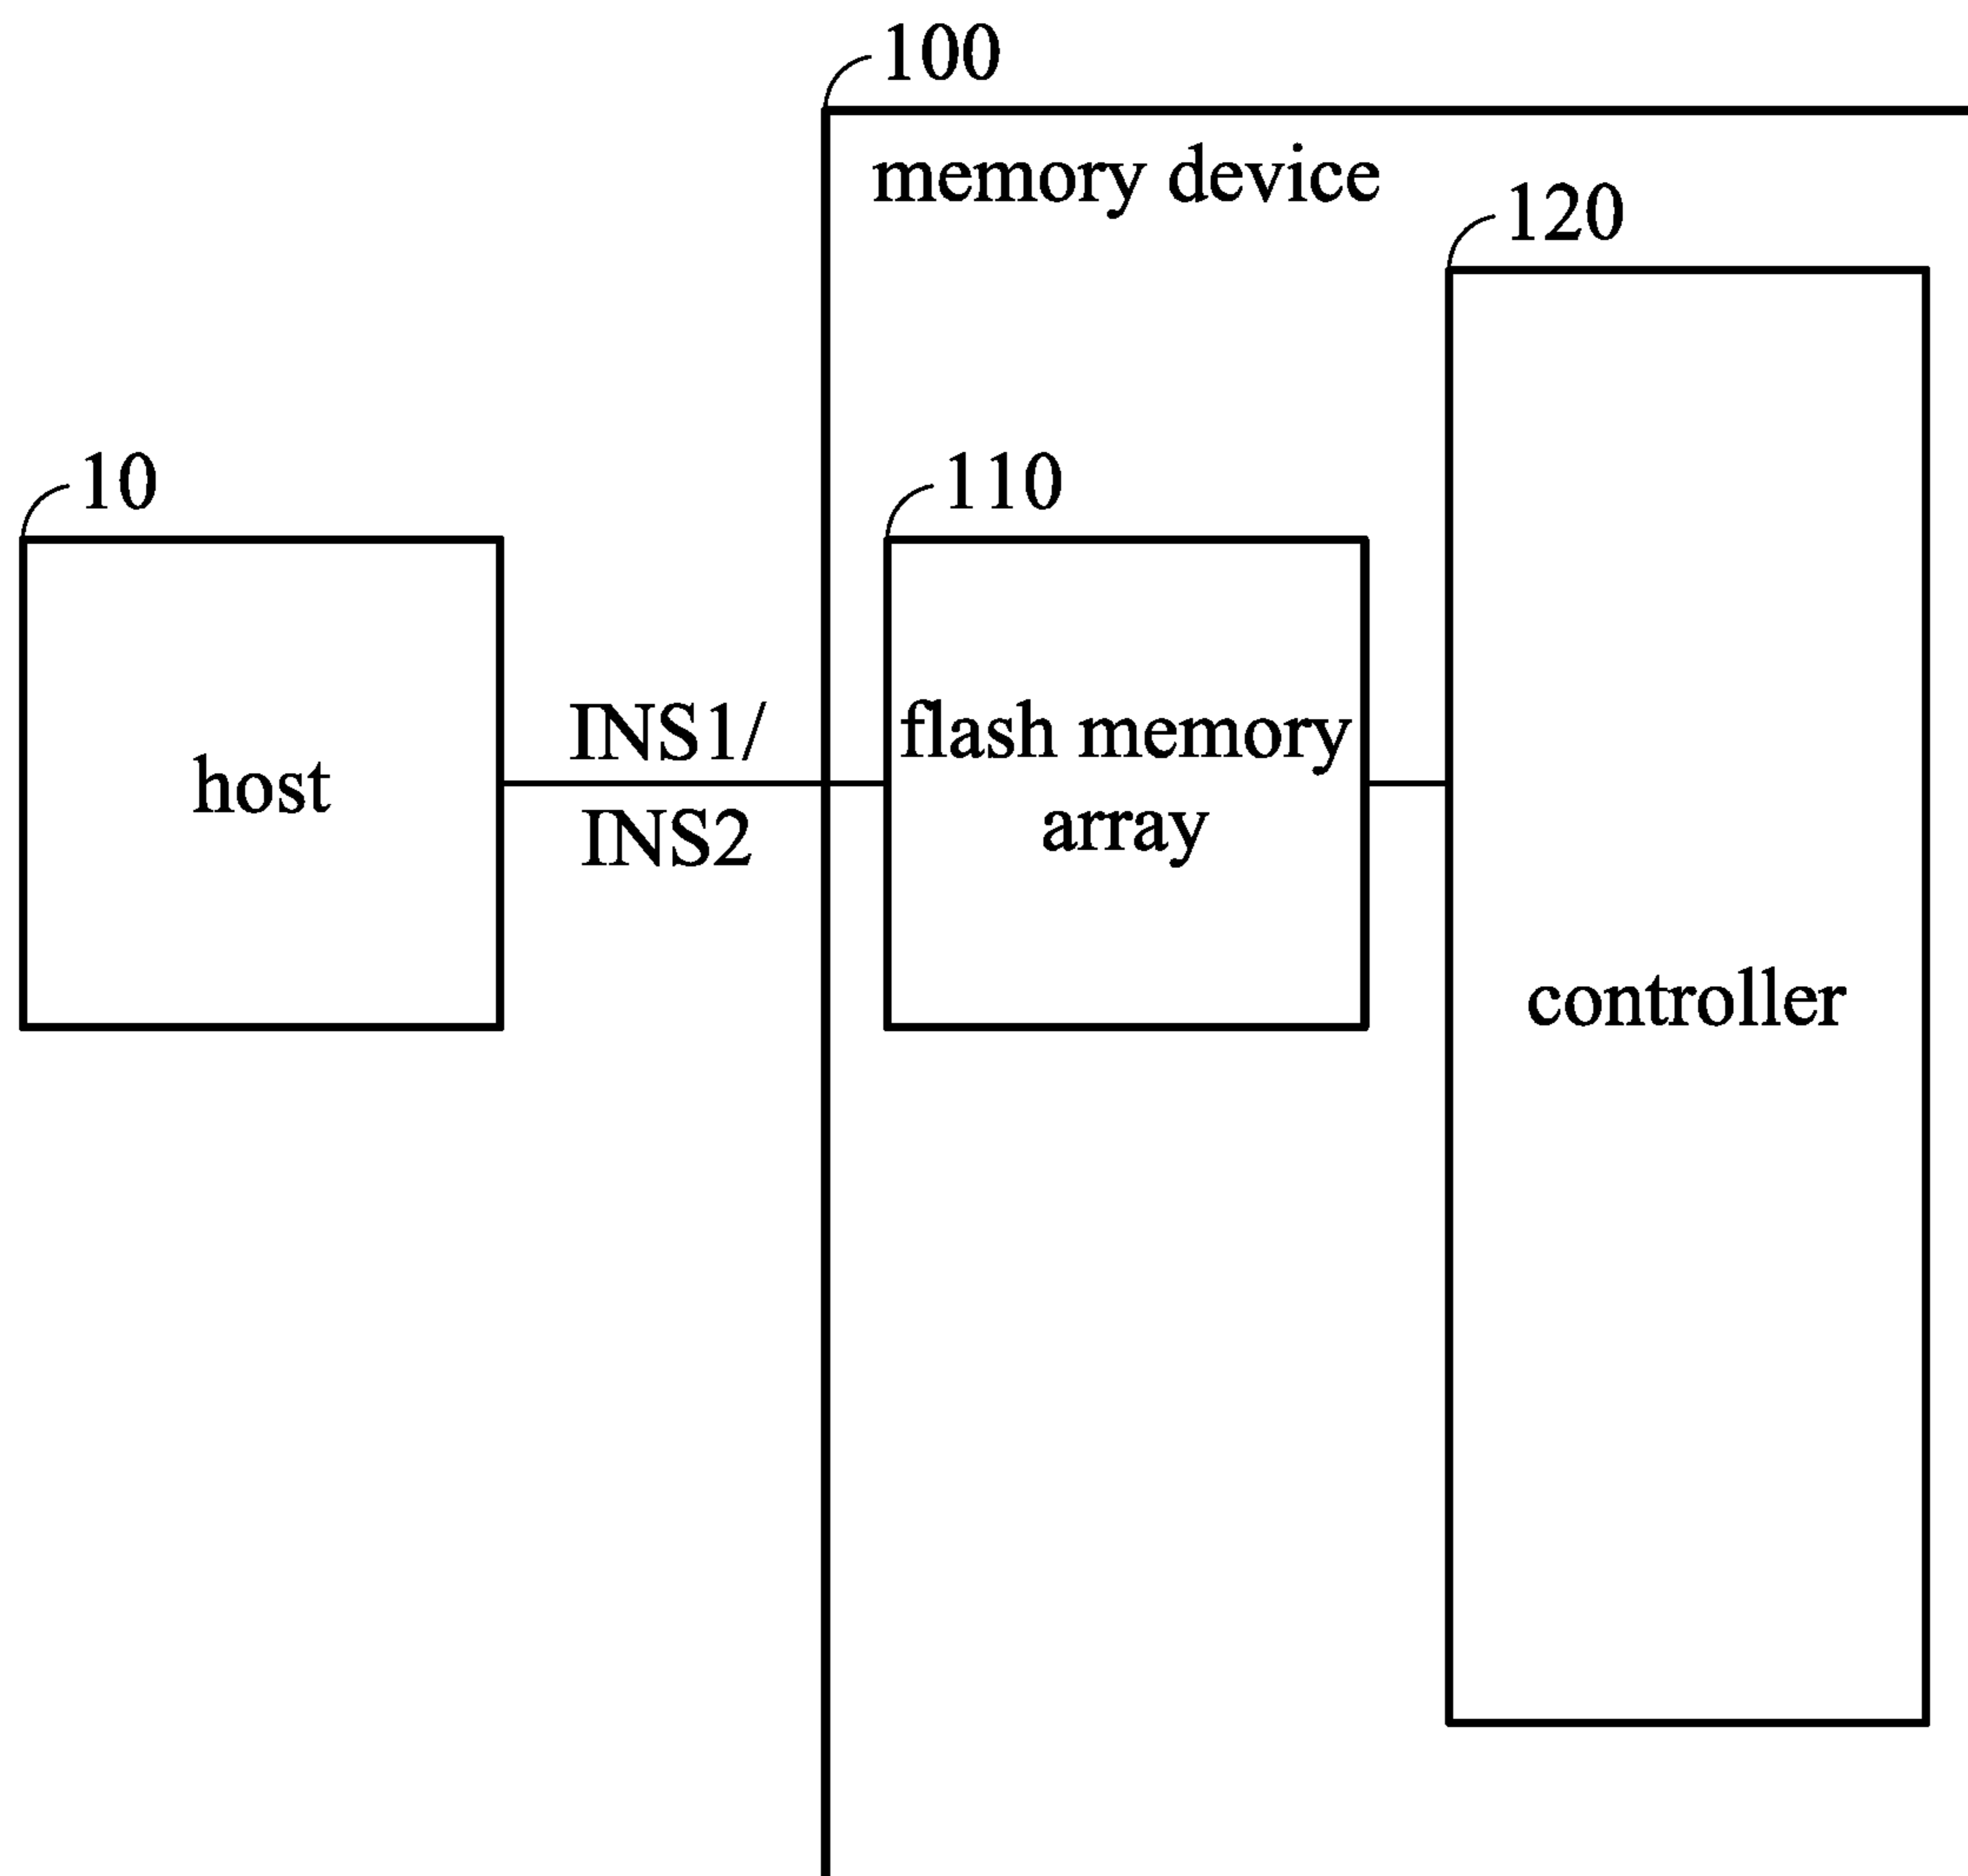 100
memory device
120
10
110
host
INS1/
INS2
flash memory
array
controller